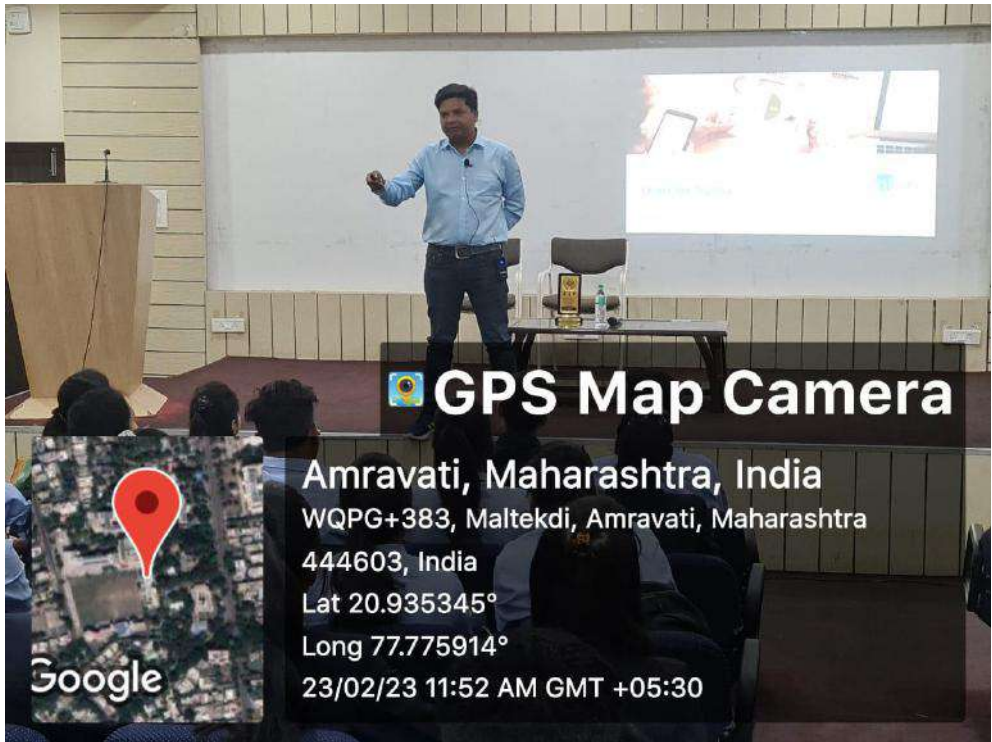 GPS Map Camera
Amravati, Maharashtra, India
WQPG+383, Maltekdi, Amravati, Maharashtra
444603, India
Lat 20.935345°
Long 77.775914°
23/02/23 11:52 AM GMT +05:30
Google